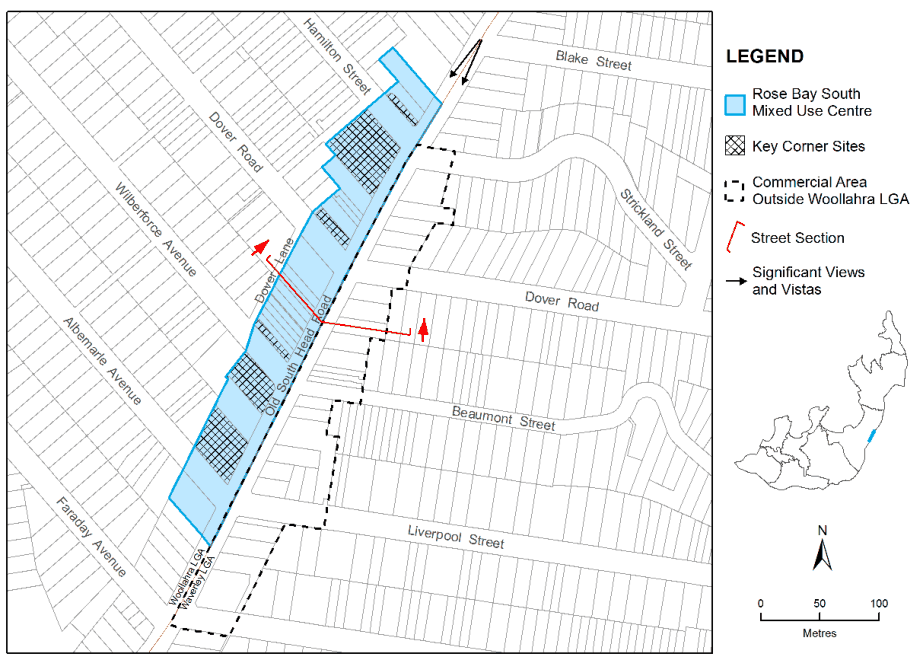 Hamilton Street
Blake Street
Dover Road
Wilberforce Avenue
Strickland Street
Dover Lane
Dover Road
Old South Head Road
Albemarle Avenue
Beaumont Street
Faraday Avenue
Liverpool Street
Woollahra LGA
Waverley LGA
LEGEND
Rose Bay South
Mixed Use Centre
Key Corner Sites
Commercial Area
Outside Woollahra LGA
Street Section
Significant Views
and Vistas
N
0 50 100
Metres